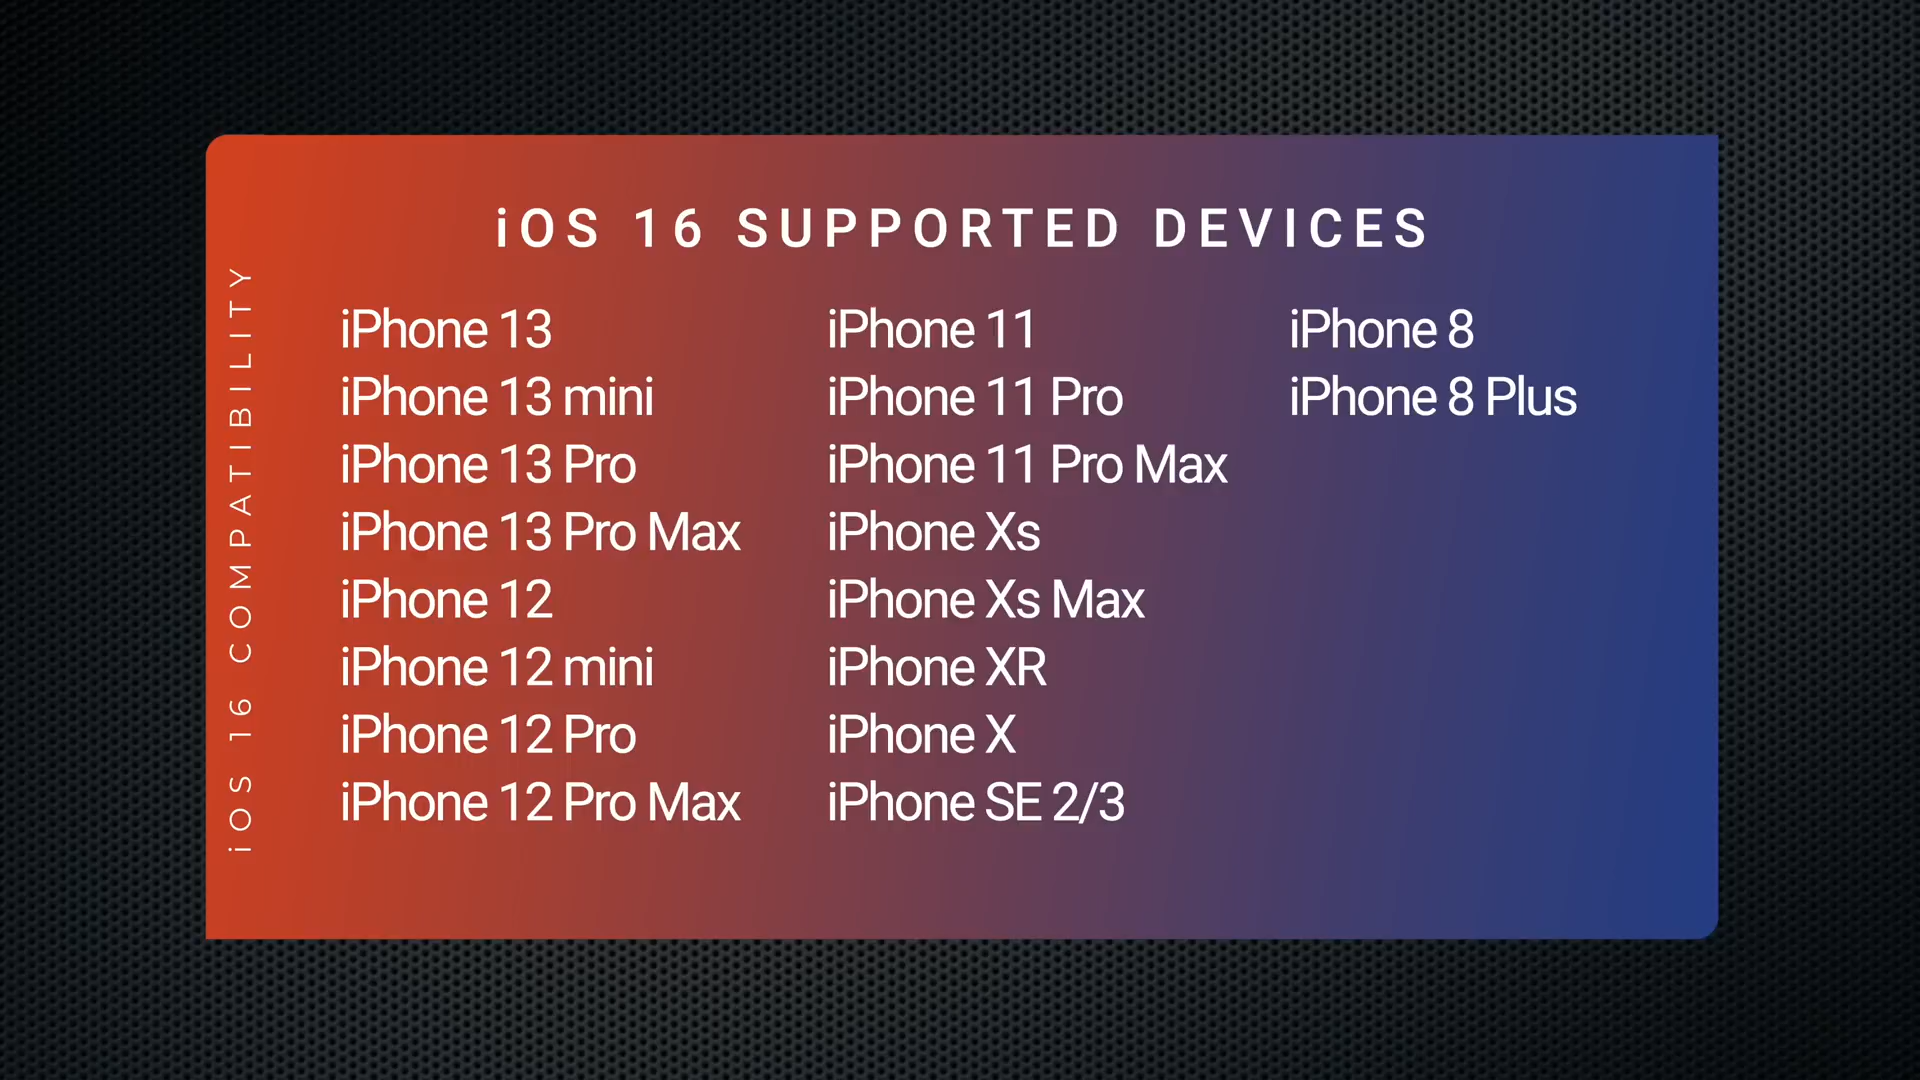 iOS 16 SUPPORTED DEVICES
iOS 16 COMPATIBILITY
iPhone 13
iPhone 13 mini
iPhone 13 Pro
iPhone 13 Pro Max
iPhone 12
iPhone 12 mini
iPhone 12 Pro
iPhone 12 Pro Max
iPhone 11
iPhone 11 Pro
iPhone 11 Pro Max
iPhone Xs
iPhone Xs Max
iPhone XR
iPhone X
iPhone SE 2/3
iPhone 8
iPhone 8 Plus